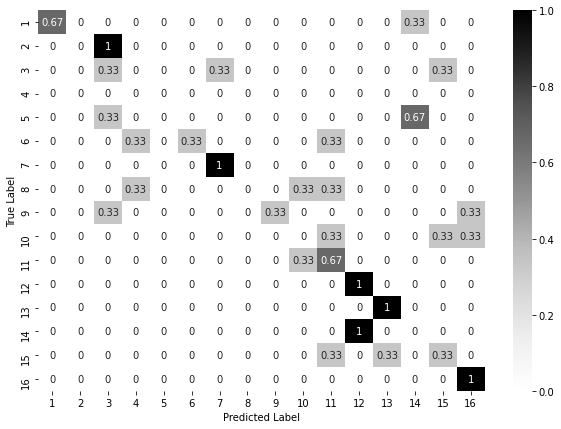 1 0.67 0 0 0 0 0 0 0 0 0 0 0 0 0.33 0 0
2 0 0 1 0 0 0 0 0 0 0 0 0 0 0 0 0
3 0 0 0.33 0 0 0 0.33 0 0 0 0 0 0 0 0.33 0
4 0 0 0 0 0 0 0 0 0 0 0 0 0 0 0 0
5 0 0 0.33 0 0 0 0 0 0 0 0 0 0 0.67 0 0
6 0 0 0 0.33 0 0.33 0 0 0 0 0.33 0 0 0 0 0
7 0 0 0 0 0 0 1 0 0 0 0 0 0 0 0 0
8 0 0 0 0.33 0 0 0 0 0 0.33 0.33 0 0 0 0 0
9 0 0 0.33 0 0 0 0 0 0.33 0 0 0 0 0 0 0.33
10 0 0 0 0 0 0 0 0 0 0 0.33 0 0 0 0.33 0.33
11 0 0 0 0 0 0 0 0 0 0.33 0.67 0 0 0 0 0
12 0 0 0 0 0 0 0 0 0 0 0 1 0 0 0 0
13 0 0 0 0 0 0 0 0 0 0 0 0 1 0 0 0
14 0 0 0 0 0 0 0 0 0 0 0 1 0 0 0 0
15 0 0 0 0 0 0 0 0 0 0 0.33 0 0.33 0 0.33 0
16 0 0 0 0 0 0 0 0 0 0 0 0 0 0 0 1
1 2 3 4 5 6 7 8 9 10 11 12 13 14 15 16
Predicted Label
True Label
1.0
0.8
0.6
0.4
0.2
0.0